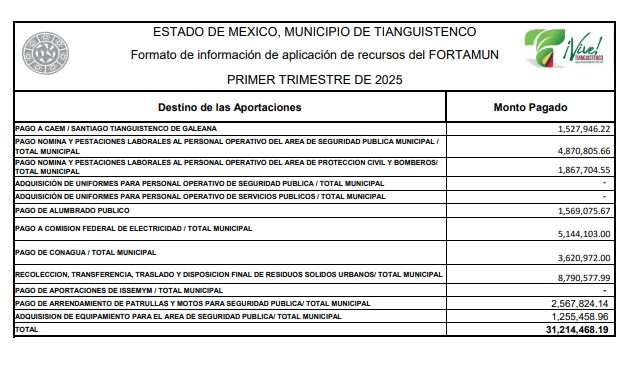 ESTADO DE MEXICO, MUNICIPIO DE TIANGUISTENCO
Formato de información de aplicación de recursos del FORTAMUN
PRIMER TRIMESTRE DE 2025
¡Vive!
TIANGUISTENCO
Destino de las Aportaciones Monto Pagado
PAGO A CAEM / SANTIAGO TIANGUISTENCO DE GALEANA 1,527,946.22
PAGO NOMINA Y PESTACIONES LABORALES AL PERSONAL OPERATIVO DEL AREA DE SEGURIDAD PUBLICA MUNICIPAL /
TOTAL MUNICIPAL 4,870,805.66
PAGO NOMINA Y PESTACIONES LABORALES AL PERSONAL OPERATIVO DEL AREA DE PROTECCION CIVIL Y BOMBEROS/
TOTAL MUNICIPAL 1,867,704.55
ADQUISICIÓN DE UNIFORMES PARA PERSONAL OPERATIVO DE SEGURIDAD PUBLICA / TOTAL MUNICIPAL -
ADQUISICIÓN DE UNIFORMES PARA PERSONAL OPERATIVO DE SERVICIOS PUBLICOS / TOTAL MUNICIPAL -
PAGO DE ALUMBRADO PUBLICO 1,569,075.67
PAGO A COMISION FEDERAL DE ELECTRICIDAD / TOTAL MUNICIPAL 5,144,103.00
PAGO DE CONAGUA / TOTAL MUNICIPAL 3,620,972.00
RECOLECCION, TRANSFERENCIA, TRASLADO Y DISPOSICION FINAL DE RESIDUOS SOLIDOS URBANOS/ TOTAL MUNICIPAL 8,790,577.99
PAGO DE APORTACIONES DE ISSEMYM / TOTAL MUNICIPAL -
PAGO DE ARRENDAMIENTO DE PATRULLAS Y MOTOS PARA SEGURIDAD PUBLICA/ TOTAL MUNICIPAL 2,567,824.14
ADQUISISION DE EQUIPAMIENTO PARA EL AREA DE SEGURIDAD PUBLICA/ TOTAL MUNICIPAL 1,255,458.96
TOTAL 31,214,468.19